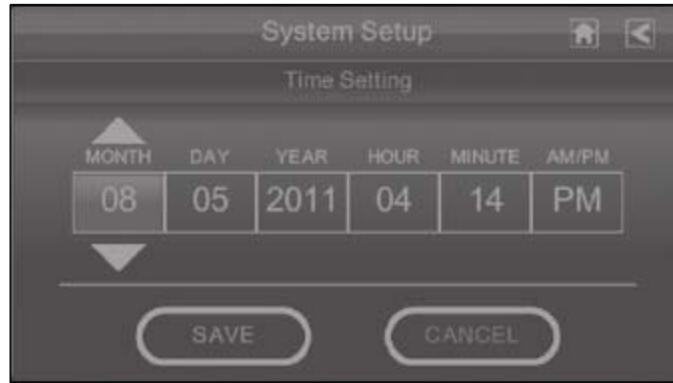 System Setup
Time Setting
MONTH DAY YEAR HOUR MINUTE AM/PM
08 05 2011 04 14 PM
SAVE CANCEL